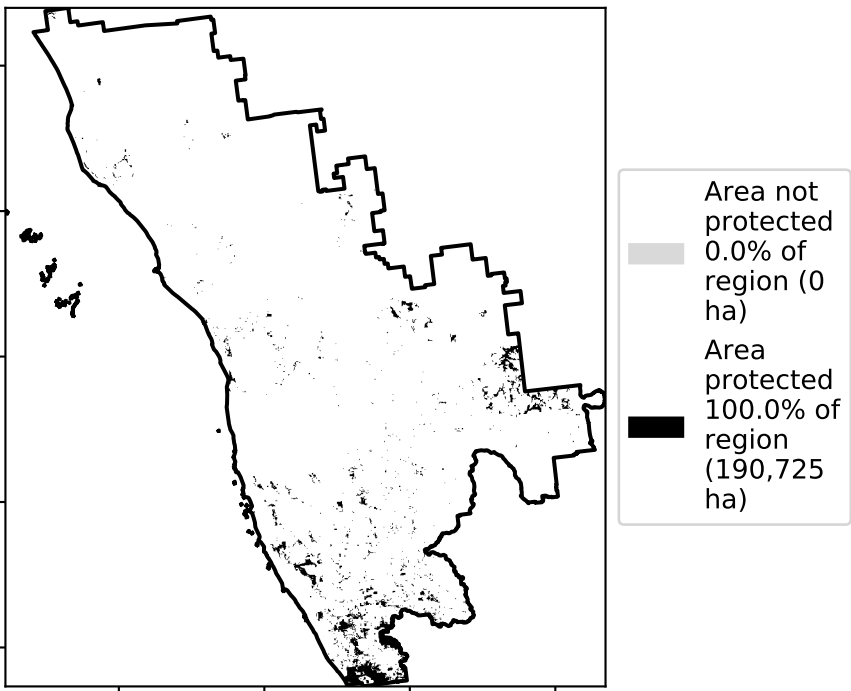 Area not
protected
0.0% of
region (0
ha)
Area
protected
100.0% of
region
(190,725
ha)